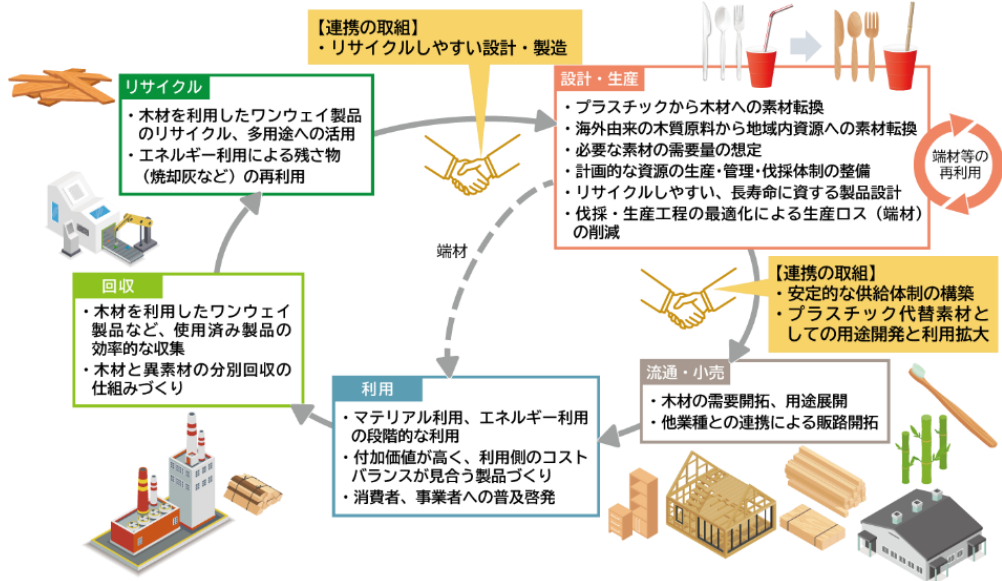 【連携の取組】
・リサイクルしやすい設計・製造
リサイクル
・木材を利用したワンウェイ製品
のリサイクル、多用途への活用
・エネルギー利用による残さ物
（焼却灰など）の再利用
設計・生産
・プラスチックから木材への素材転換
・海外由来の木質原料から地域内資源への素材転換
・必要な素材の需要量の想定
・計画的な資源の生産・管理・伐採体制の整備
・リサイクルしやすい、長寿命に資する製品設計
・伐採・生産工程の最適化による生産ロス（端材）
の削減
端材等の
再利用
端材
【連携の取組】
・安定的な供給体制の構築
・プラスチック代替素材と
しての用途開発と利用拡大
回収
・木材を利用したワンウェイ
製品など、使用済み製品の
効率的な収集
・木材と異素材の分別回収の
仕組みづくり
利用
・マテリアル利用、エネルギー利用
の段階的な利用
・付加価値が高く、利用側のコスト
バランスが見合う製品づくり
・消費者、事業者への普及啓発
流通・小売
・木材の需要開拓、用途展開
・他業種との連携による販路開拓